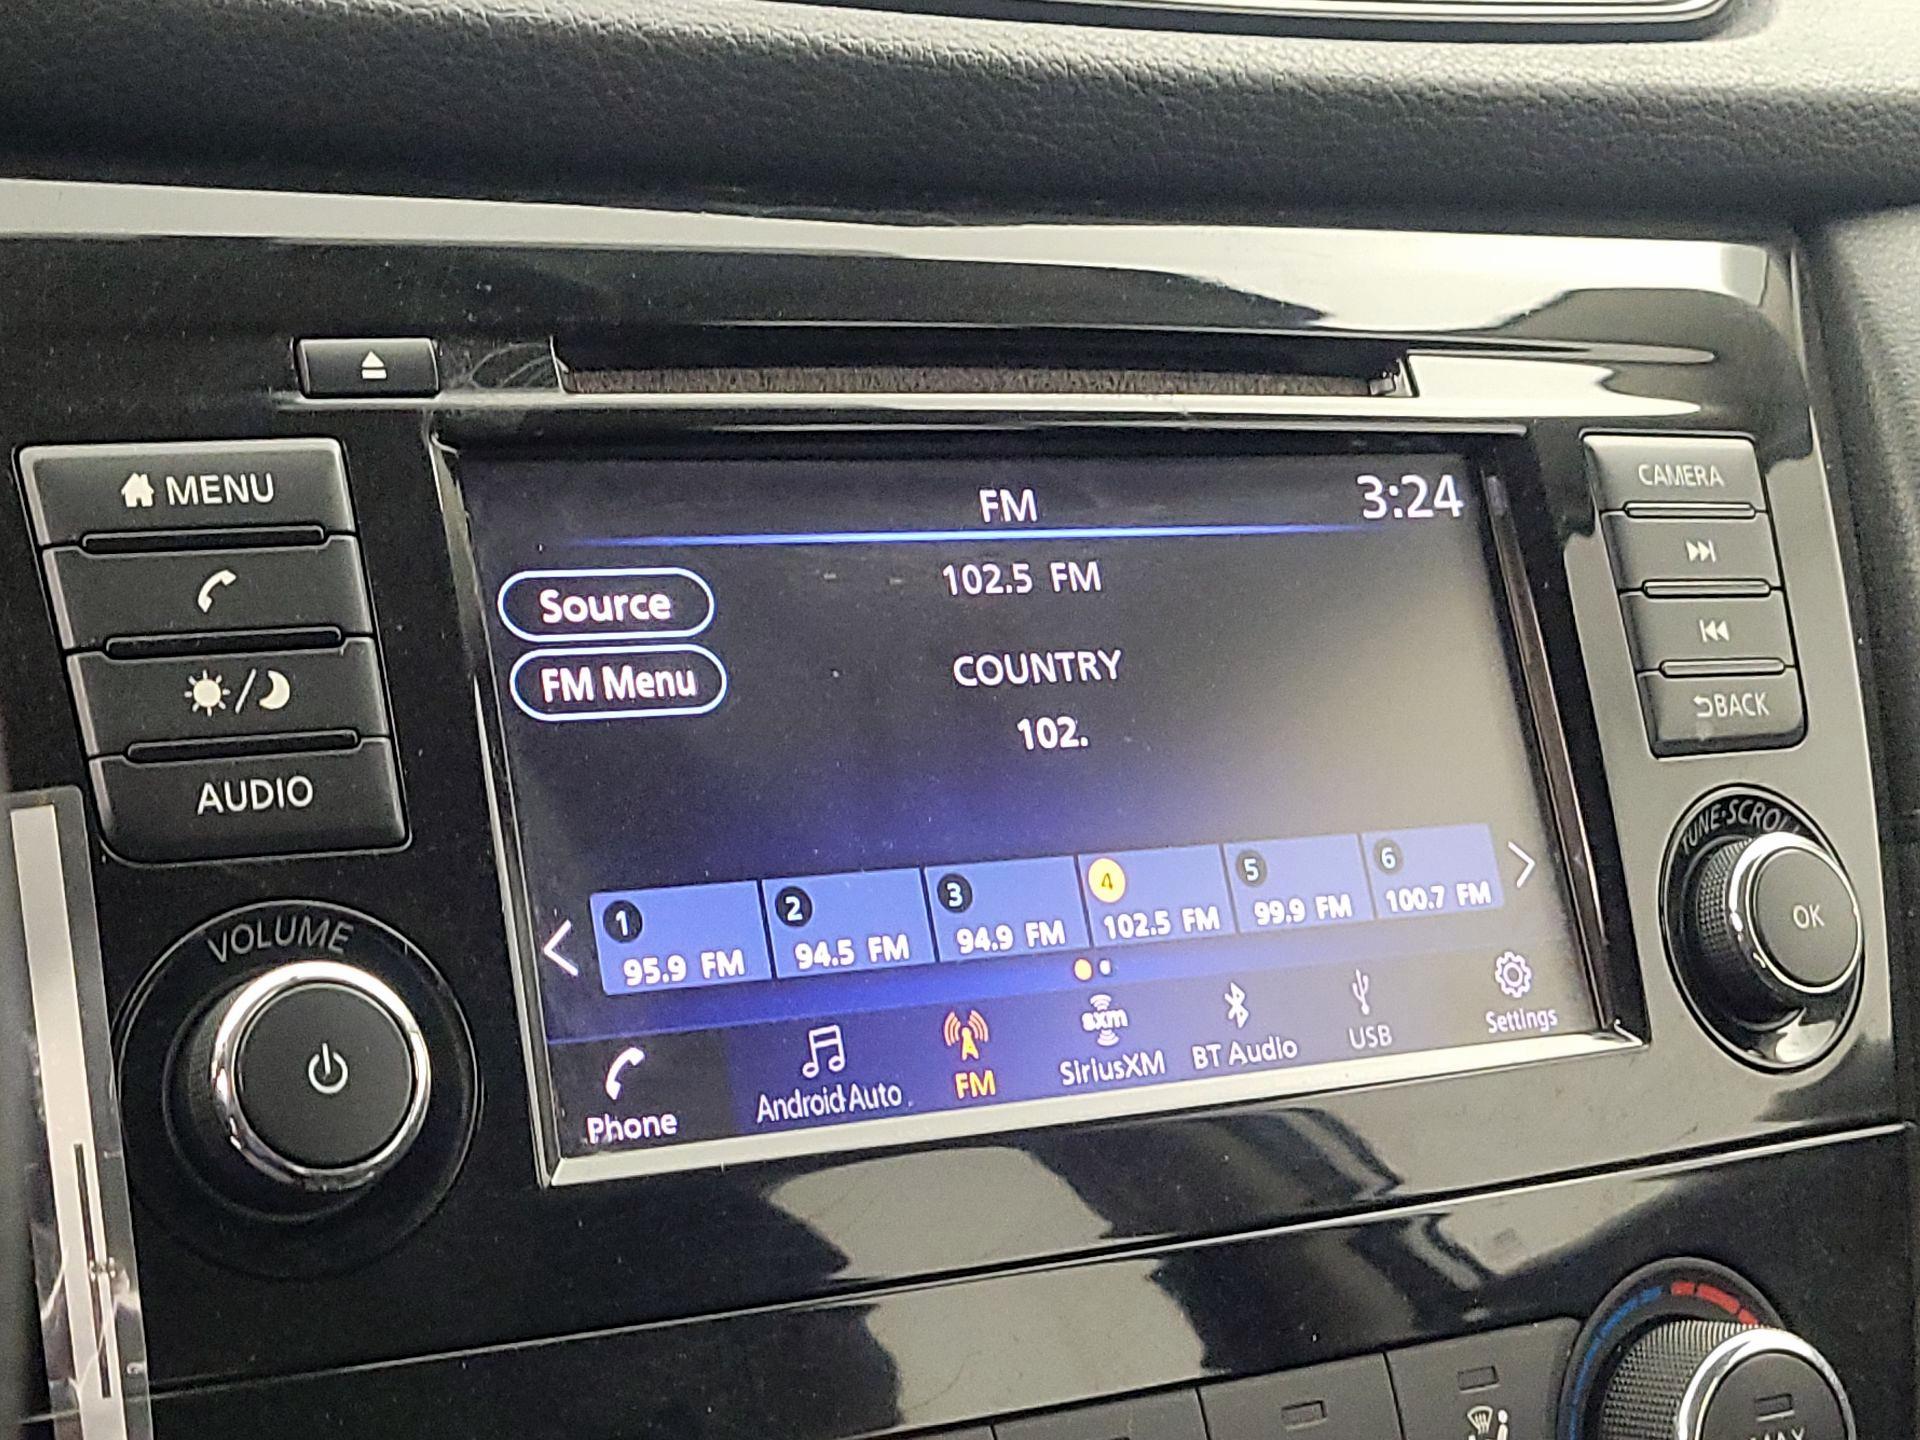 MENU
AUDIO
VOLUME
FM
3:24
Source
102.5 FM
FM Menu
COUNTRY
102.
1
95.9 FM
2
94.5 FM
3
94.9 FM
4
102.5 FM
5
99.9 FM
6
100.7 FM
Phone
Android Auto
FM
sxm
SiriusXM
BT Audio
USB
Settings
CAMERA
BACK
TUNE·SCROLL
OK
MAX